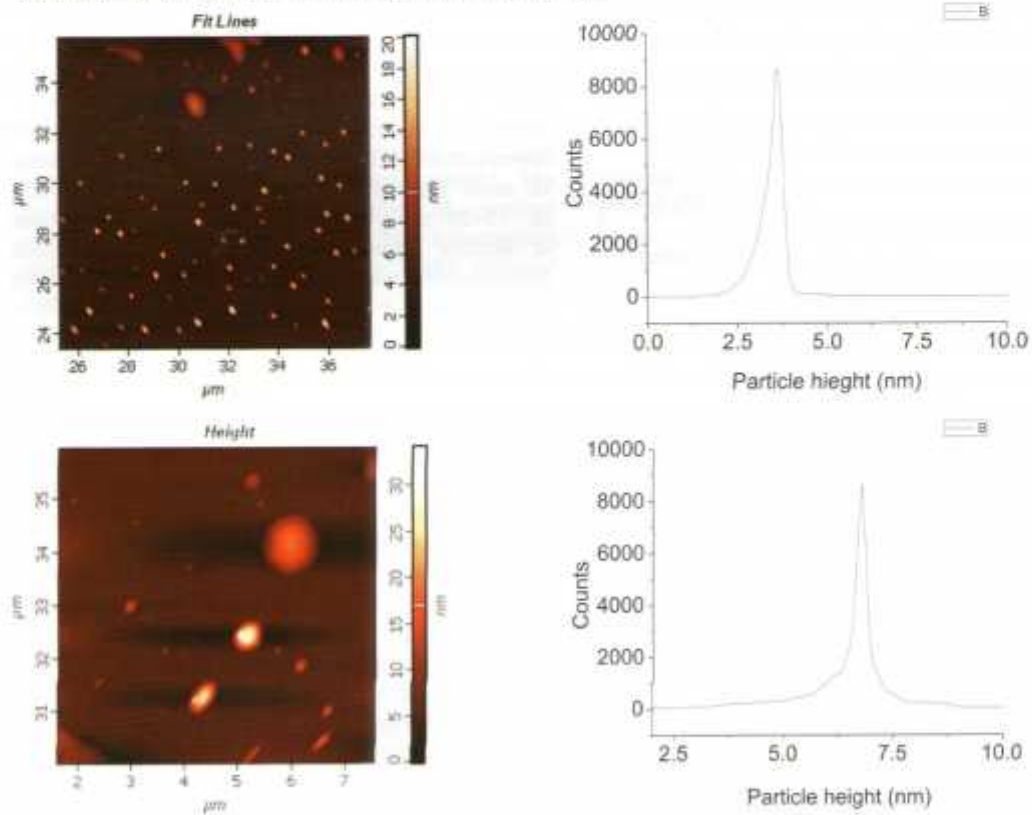 Fit Lines
34
32
30
28
26
24
μm
26 28 30 32 34 36
μm
20
18
16
14
12
10
8
6
4
2
0
nm
B
10000
8000
6000
4000
2000
0
Counts
0.0 2.5 5.0 7.5 10.0
Particle hieght (nm)
Height
35
34
33
32
31
μm
2 3 4 5 6 7
μm
30
25
20
15
10
5
0
nm
B
10000
8000
6000
4000
2000
0
Counts
2.5 5.0 7.5 10.0
Particle height (nm)